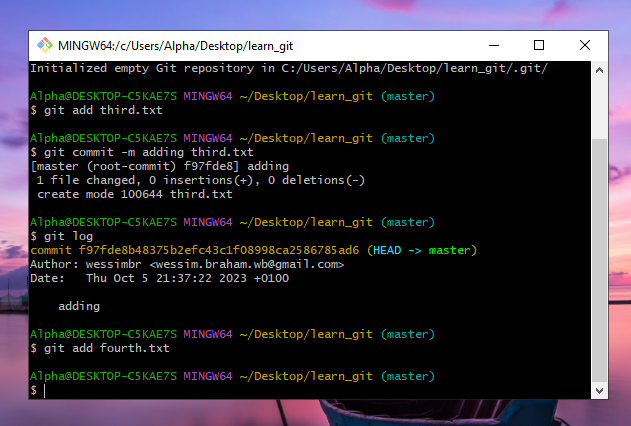 MINGW64:/c/Users/Alpha/Desktop/learn_git
Initialized empty Git repository in C:/Users/Alpha/Desktop/learn_git/.git/
Alpha@DESKTOP-C5KAE7S MINGW64 ~/Desktop/learn_git (master)
$ git add third.txt
Alpha@DESKTOP-C5KAE7S MINGW64 ~/Desktop/learn_git (master)
$ git commit -m adding third.txt
[master (root-commit) f97fde8] adding
 1 file changed, 0 insertions(+), 0 deletions(-)
 create mode 100644 third.txt
Alpha@DESKTOP-C5KAE7S MINGW64 ~/Desktop/learn_git (master)
$ git log
commit f97fde8b48375b2efc43c1f08998ca2586785ad6 (HEAD -> master)
Author: wessimbr <wessim.braham.wb@gmail.com>
Date:   Thu Oct 5 21:37:22 2023 +0100
    adding
Alpha@DESKTOP-C5KAE7S MINGW64 ~/Desktop/learn_git (master)
$ git add fourth.txt
Alpha@DESKTOP-C5KAE7S MINGW64 ~/Desktop/learn_git (master)
$